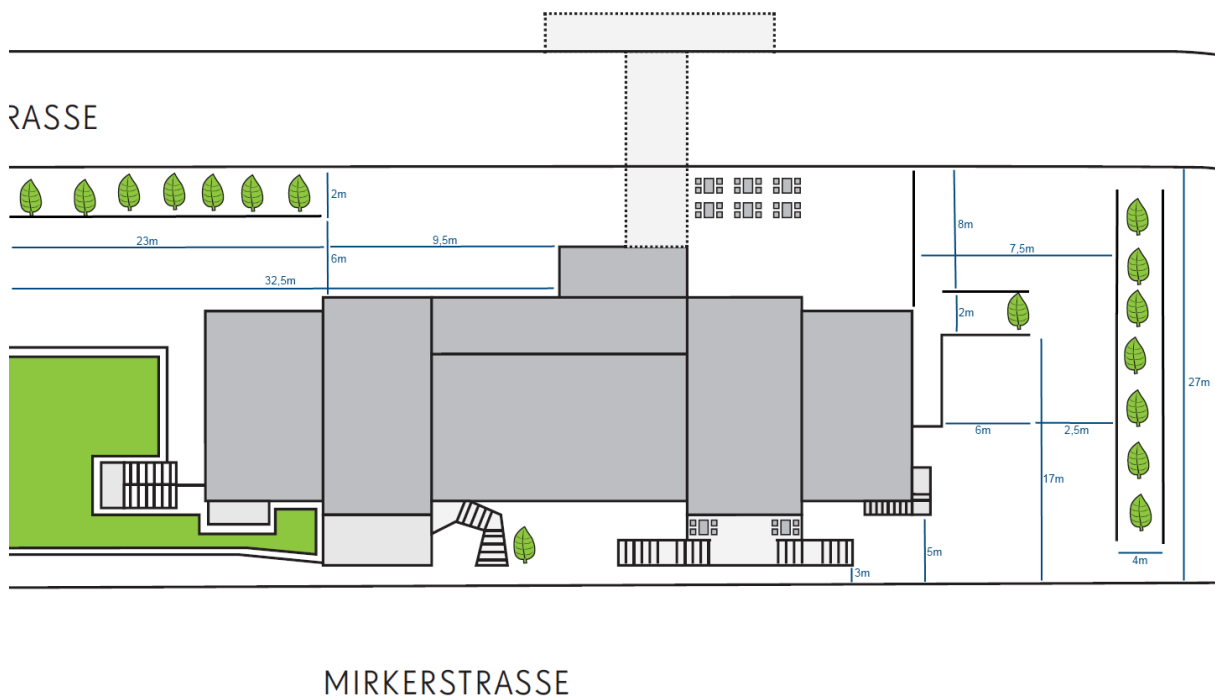 RASSE
2m
8m
23m
9,5m
7,5m
6m
32,5m
2m
27m
6m
2,5m
17m
5m
4m
3m
MIRKERSTRASSE